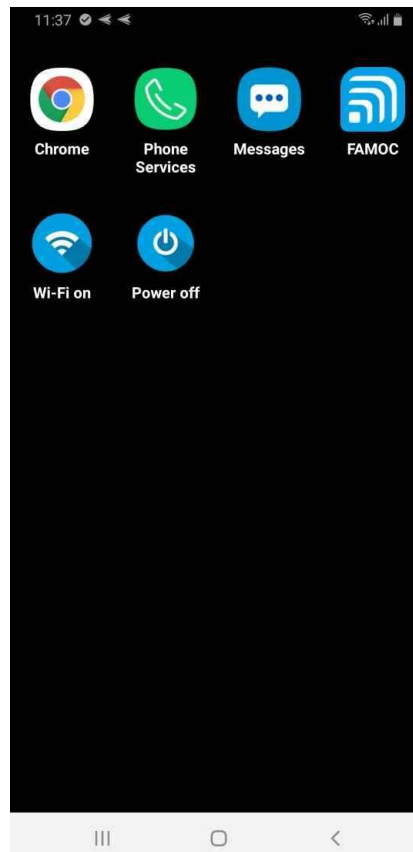 11:37
Chrome
Phone
Services
Messages
FAMOC
Wi-Fi on
Power off